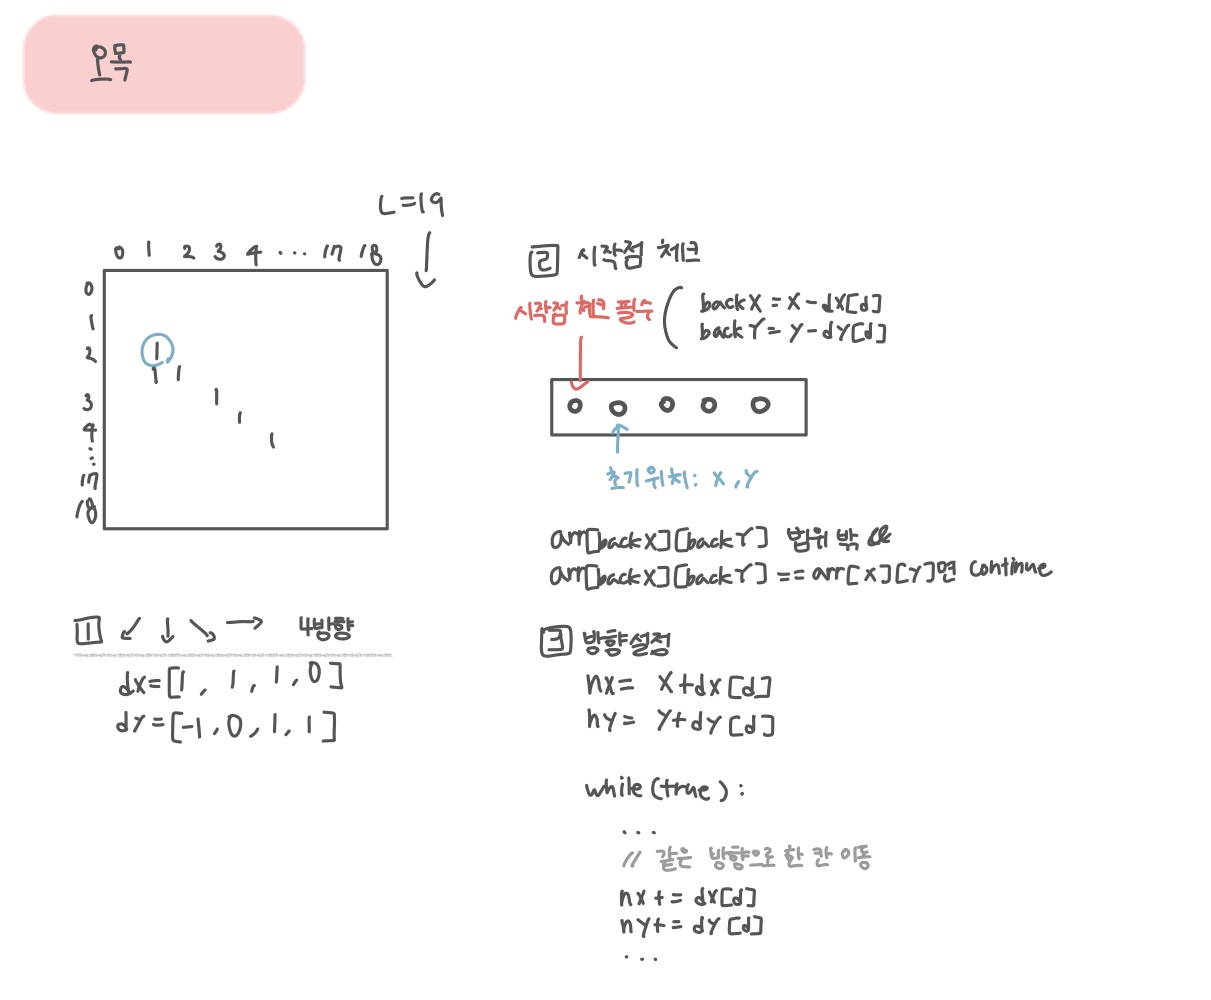 오목
L=19
0 1 2 3 4 ... 17 18
0
1
2
3
4
...
17
18
1
1 1
1
1
1
1 ↙ ↓ ↘ → 4방향
dx=[1, 1, 1, 0]
dy=[-1, 0, 1, 1]
2 시작점 체크
시작점 체크 필수
backX = x - dx[d]
backY = y - dy[d]
초기위치: x, y
arr[backX][backY] 범위 밖
arr[backX][backY] == arr[x][y]면 continue
3 방향설정
nx = x+dx[d]
ny = y+dy[d]
while(true):
...
// 같은 방향으로 한 칸 이동
nx += dx[d]
ny += dy[d]
...